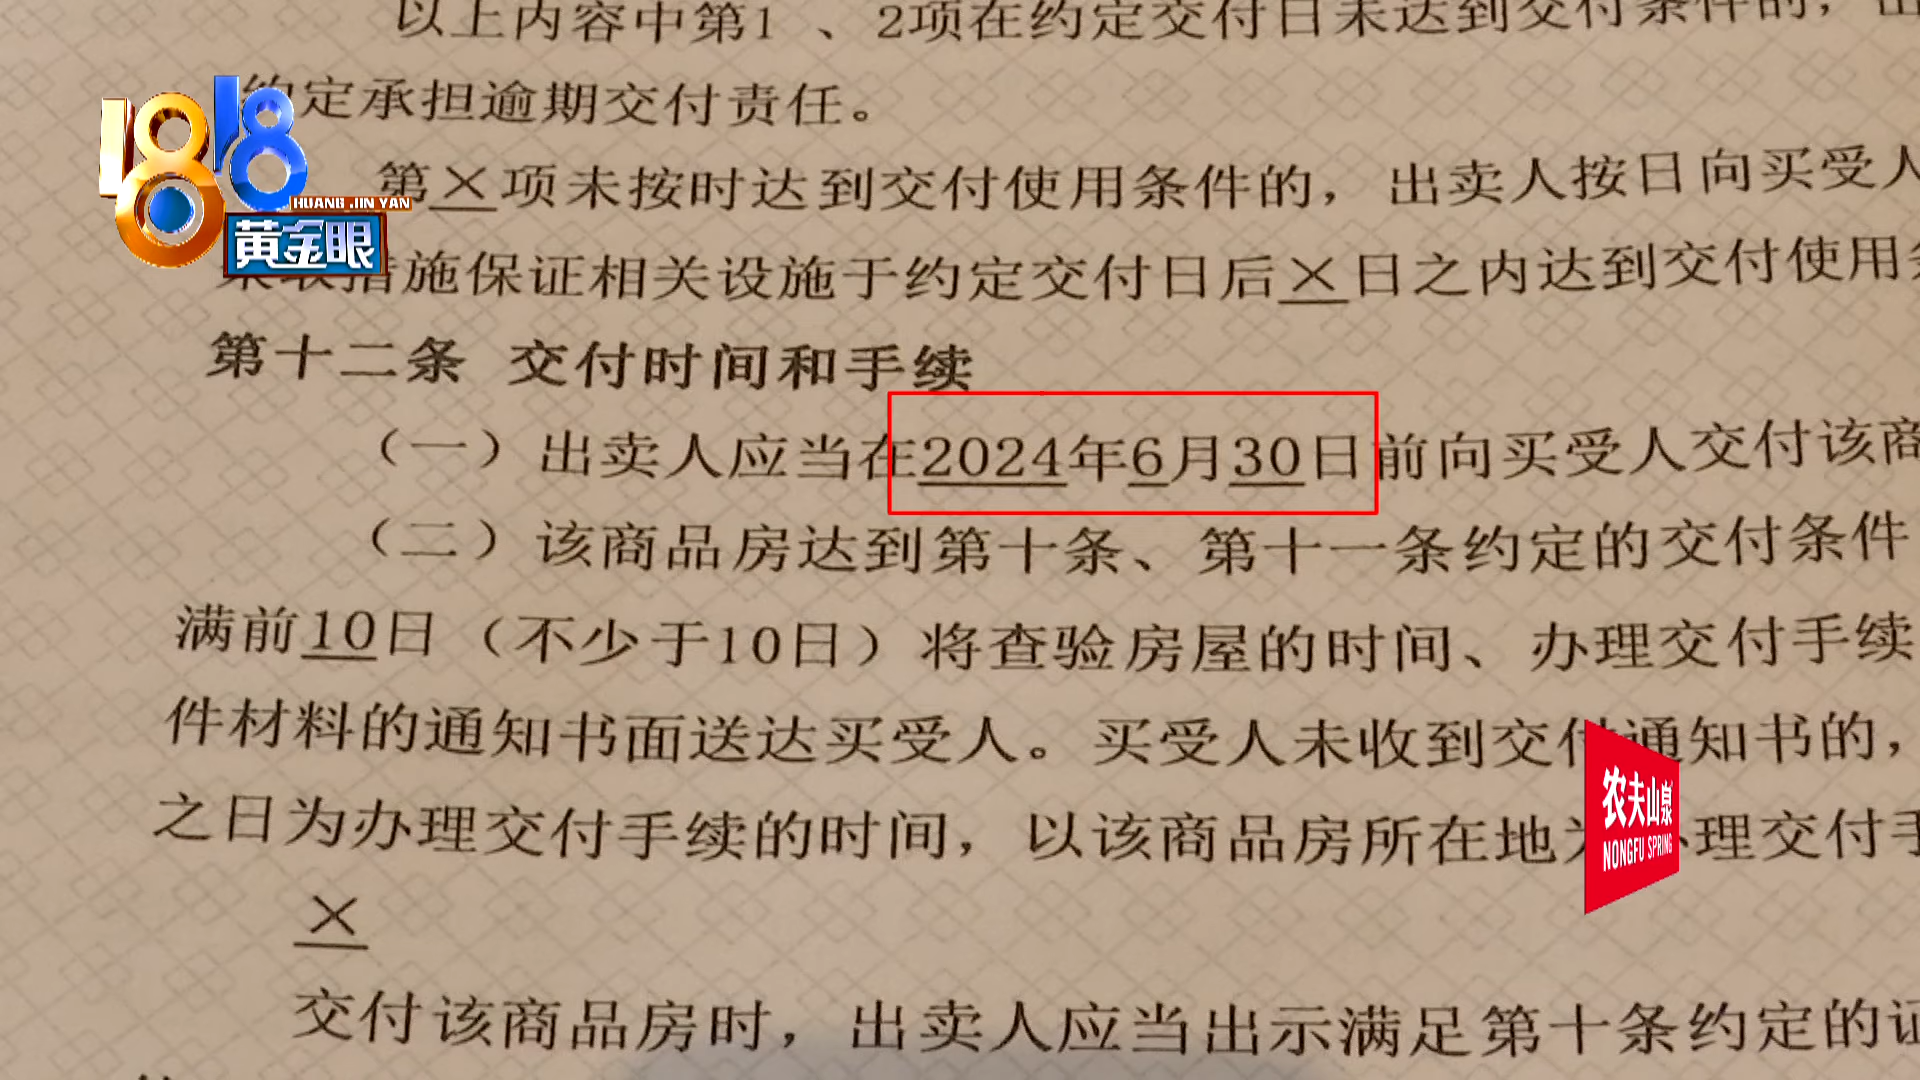 以上内容中第1、2项在约定交付日未达到交付条件的，出
约定承担逾期交付责任。
1818
HUANG JIN YAN
黄金眼
第×项未按时达到交付使用条件的，出卖人按日向买受人
措施保证相关设施于约定交付日后×日之内达到交付使用条
第十二条 交付时间和手续
（一）出卖人应当在2024年6月30日前向买受人交付该商
（二）该商品房达到第十条、第十一条约定的交付条件
满前10日（不少于10日）将查验房屋的时间、办理交付手续
件材料的通知书面送达买受人。买受人未收到交付通知书的，
之日为办理交付手续的时间，以该商品房所在地为办理交付手
农夫山泉
NONGFU SPRING
×
交付该商品房时，出卖人应当出示满足第十条约定的证